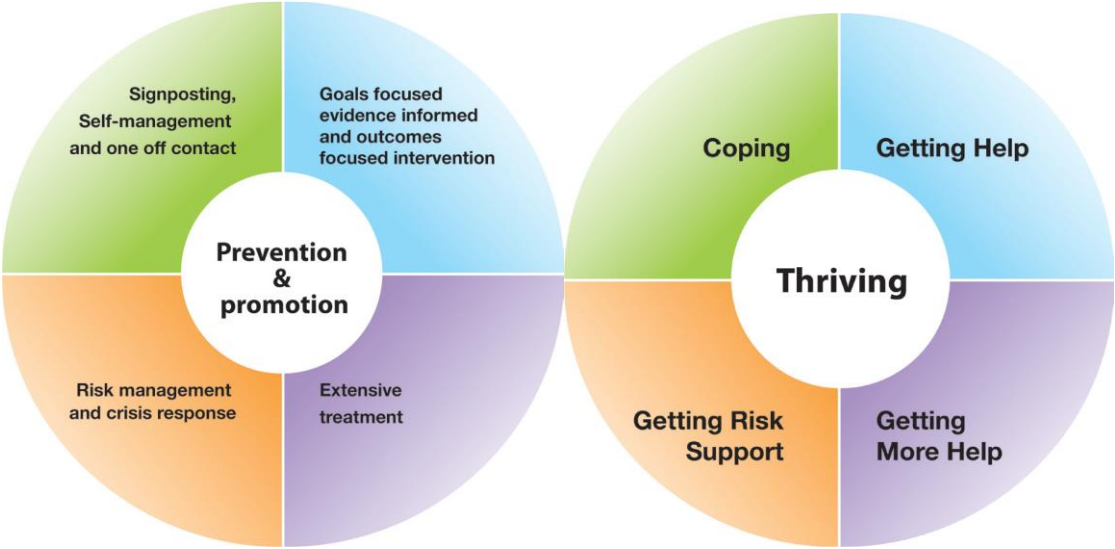 Signposting,
Self-management
and one off contact
Goals focused
evidence informed
and outcomes
focused intervention
Prevention
&
promotion
Risk management
and crisis response
Extensive
treatment
Coping
Getting Help
Thriving
Getting Risk
Support
Getting
More Help